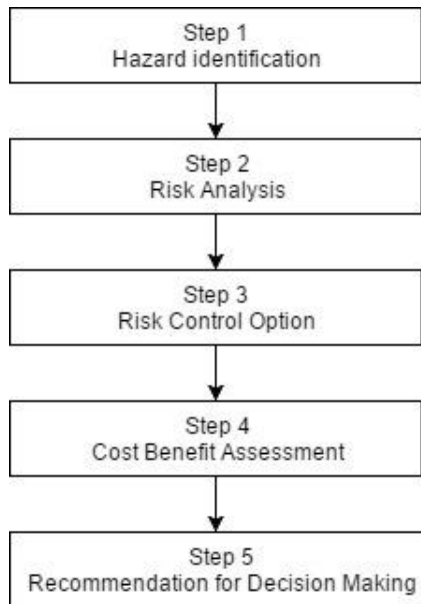 Step 1
Hazard identification
Step 2
Risk Analysis
Step 3
Risk Control Option
Step 4
Cost Benefit Assessment
Step 5
Recommendation for Decision Making